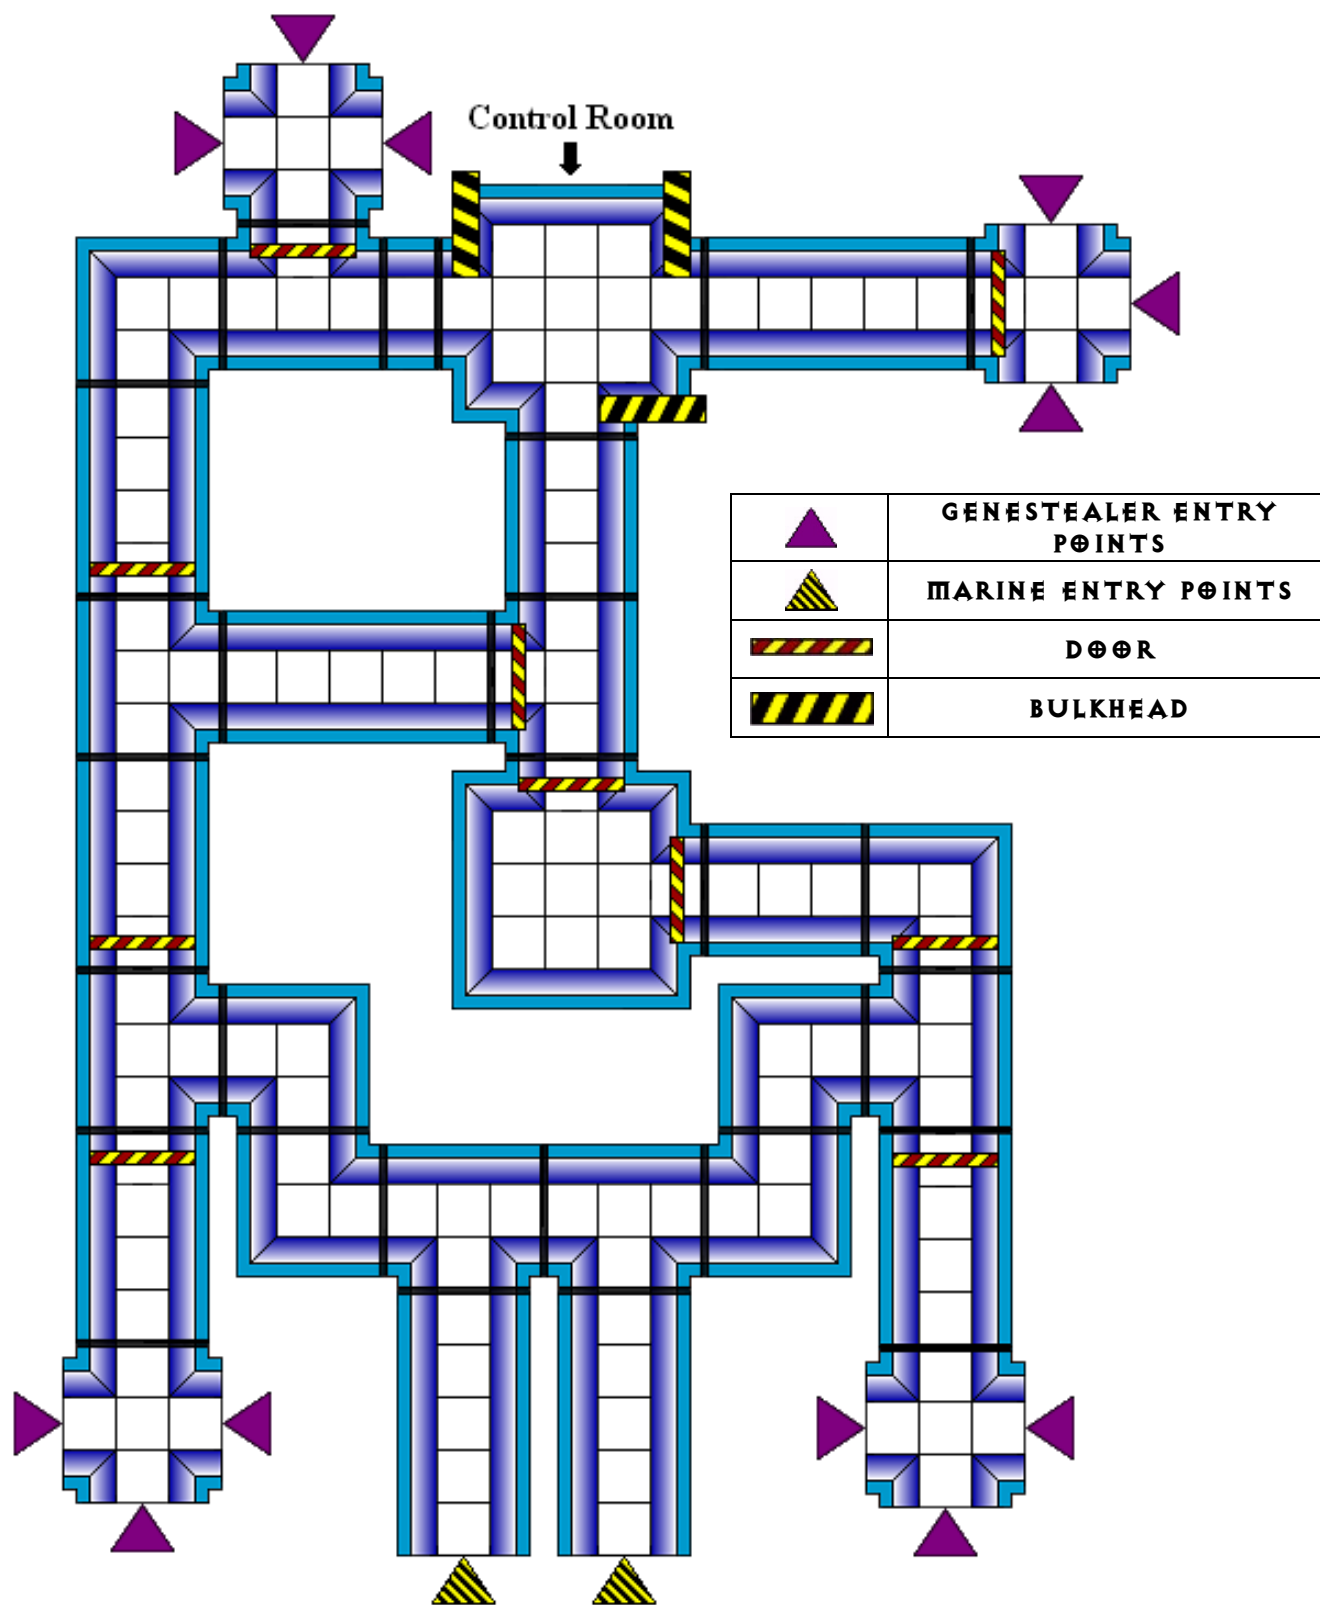 Control Room
GENESTEALER ENTRY
POINTS
MARINE ENTRY POINTS
DOOR
BULKHEAD